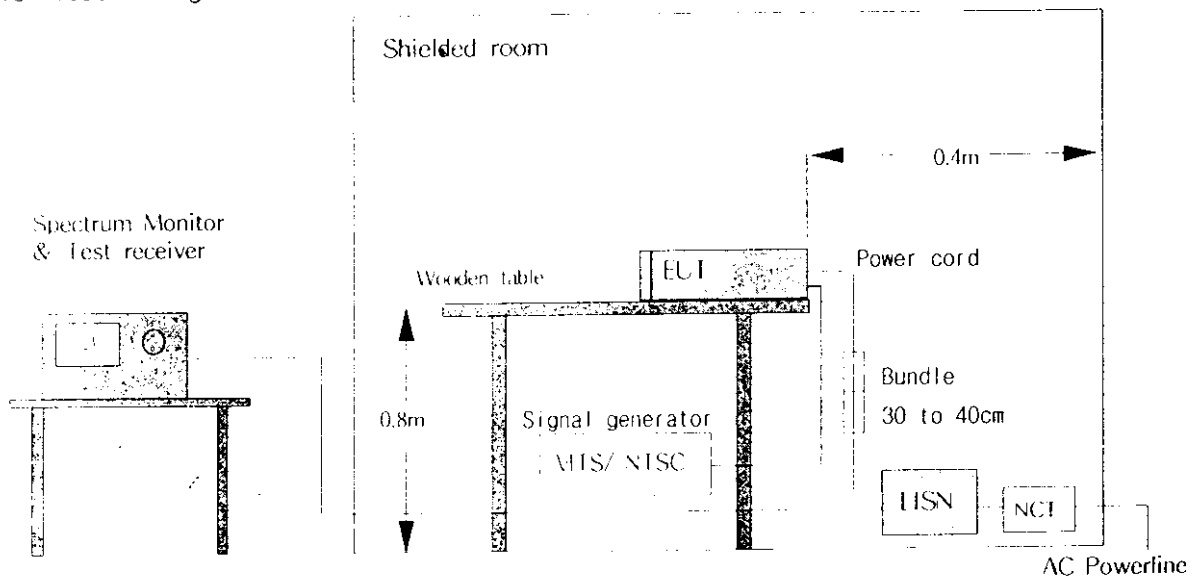 Shielded room
0.4m
Spectrum Monitor
& Test receiver
Wooden table
EUT
Power cord
0.8m
Signal generator
MTS/ NTSC
Bundle
30 to 40cm
LISN
NCT
AC Powerline